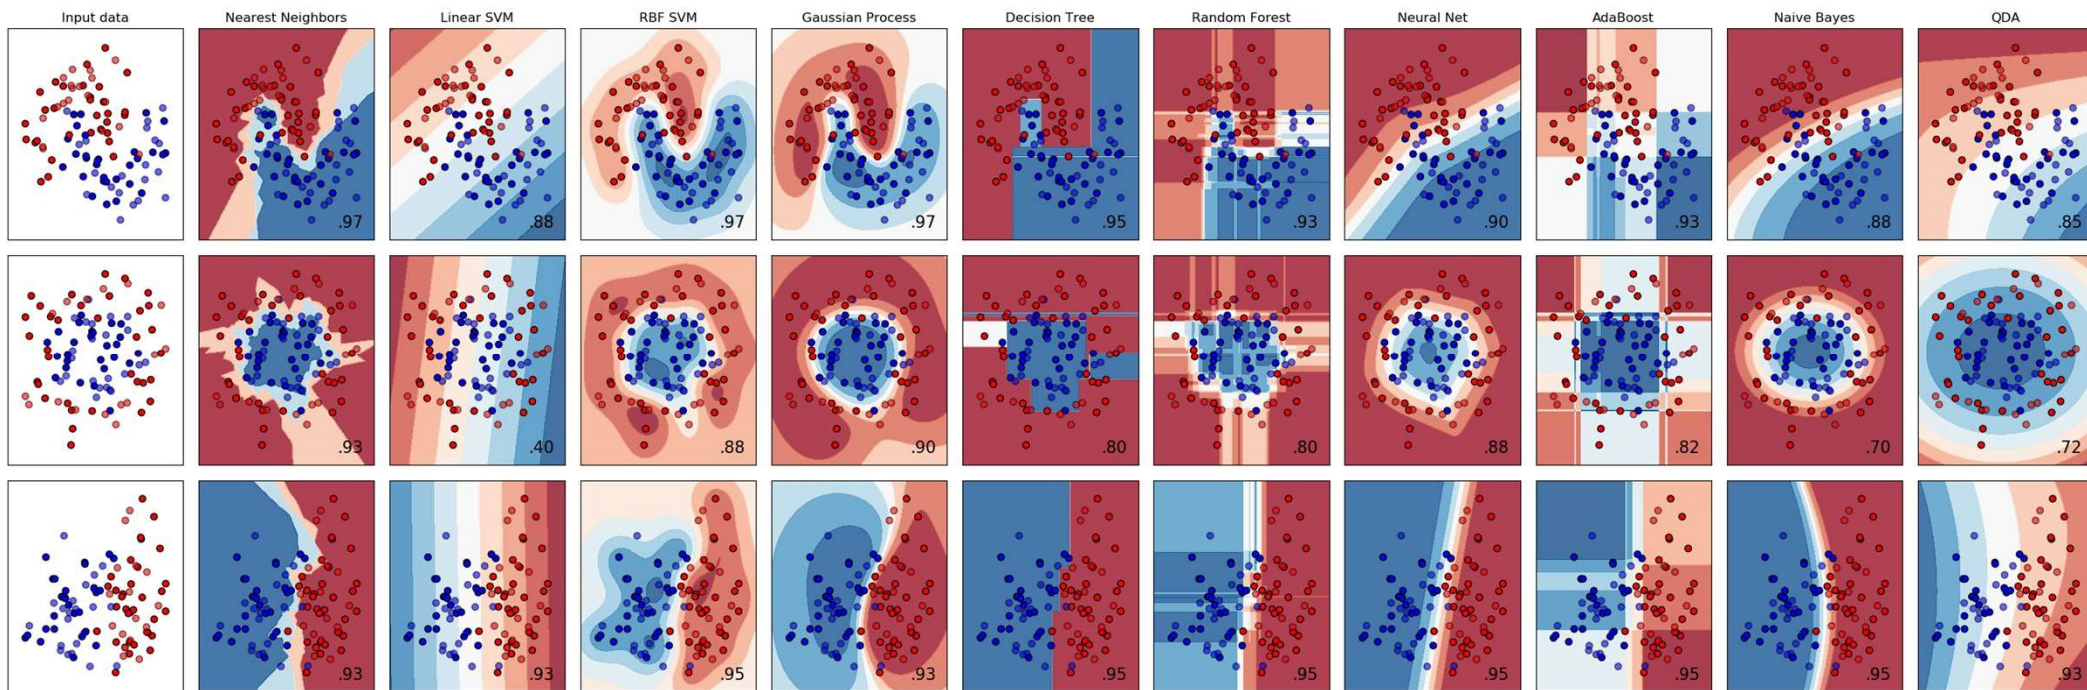 Input data Nearest Neighbors Linear SVM RBF SVM Gaussian Process Decision Tree Random Forest Neural Net AdaBoost Naive Bayes QDA
.97 .88 .97 .97 .95 .93 .90 .93 .88 .85
.93 .40 .88 .90 .80 .80 .88 .82 .70 .72
.93 .93 .95 .93 .95 .95 .95 .95 .95 .93